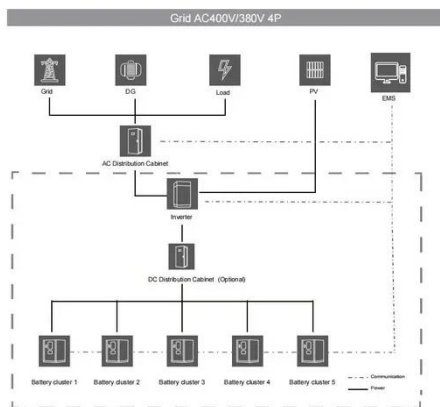 Grid AC400V/380V 4P
Grid
DG
Load
PV
EMS
AC Distribution Cabinet
Inverter
DC Distribution Cabinet (Optional)
Battery cluster 1
Battery cluster 2
Battery cluster 3
Battery cluster 4
Battery cluster 5
Communication
Power